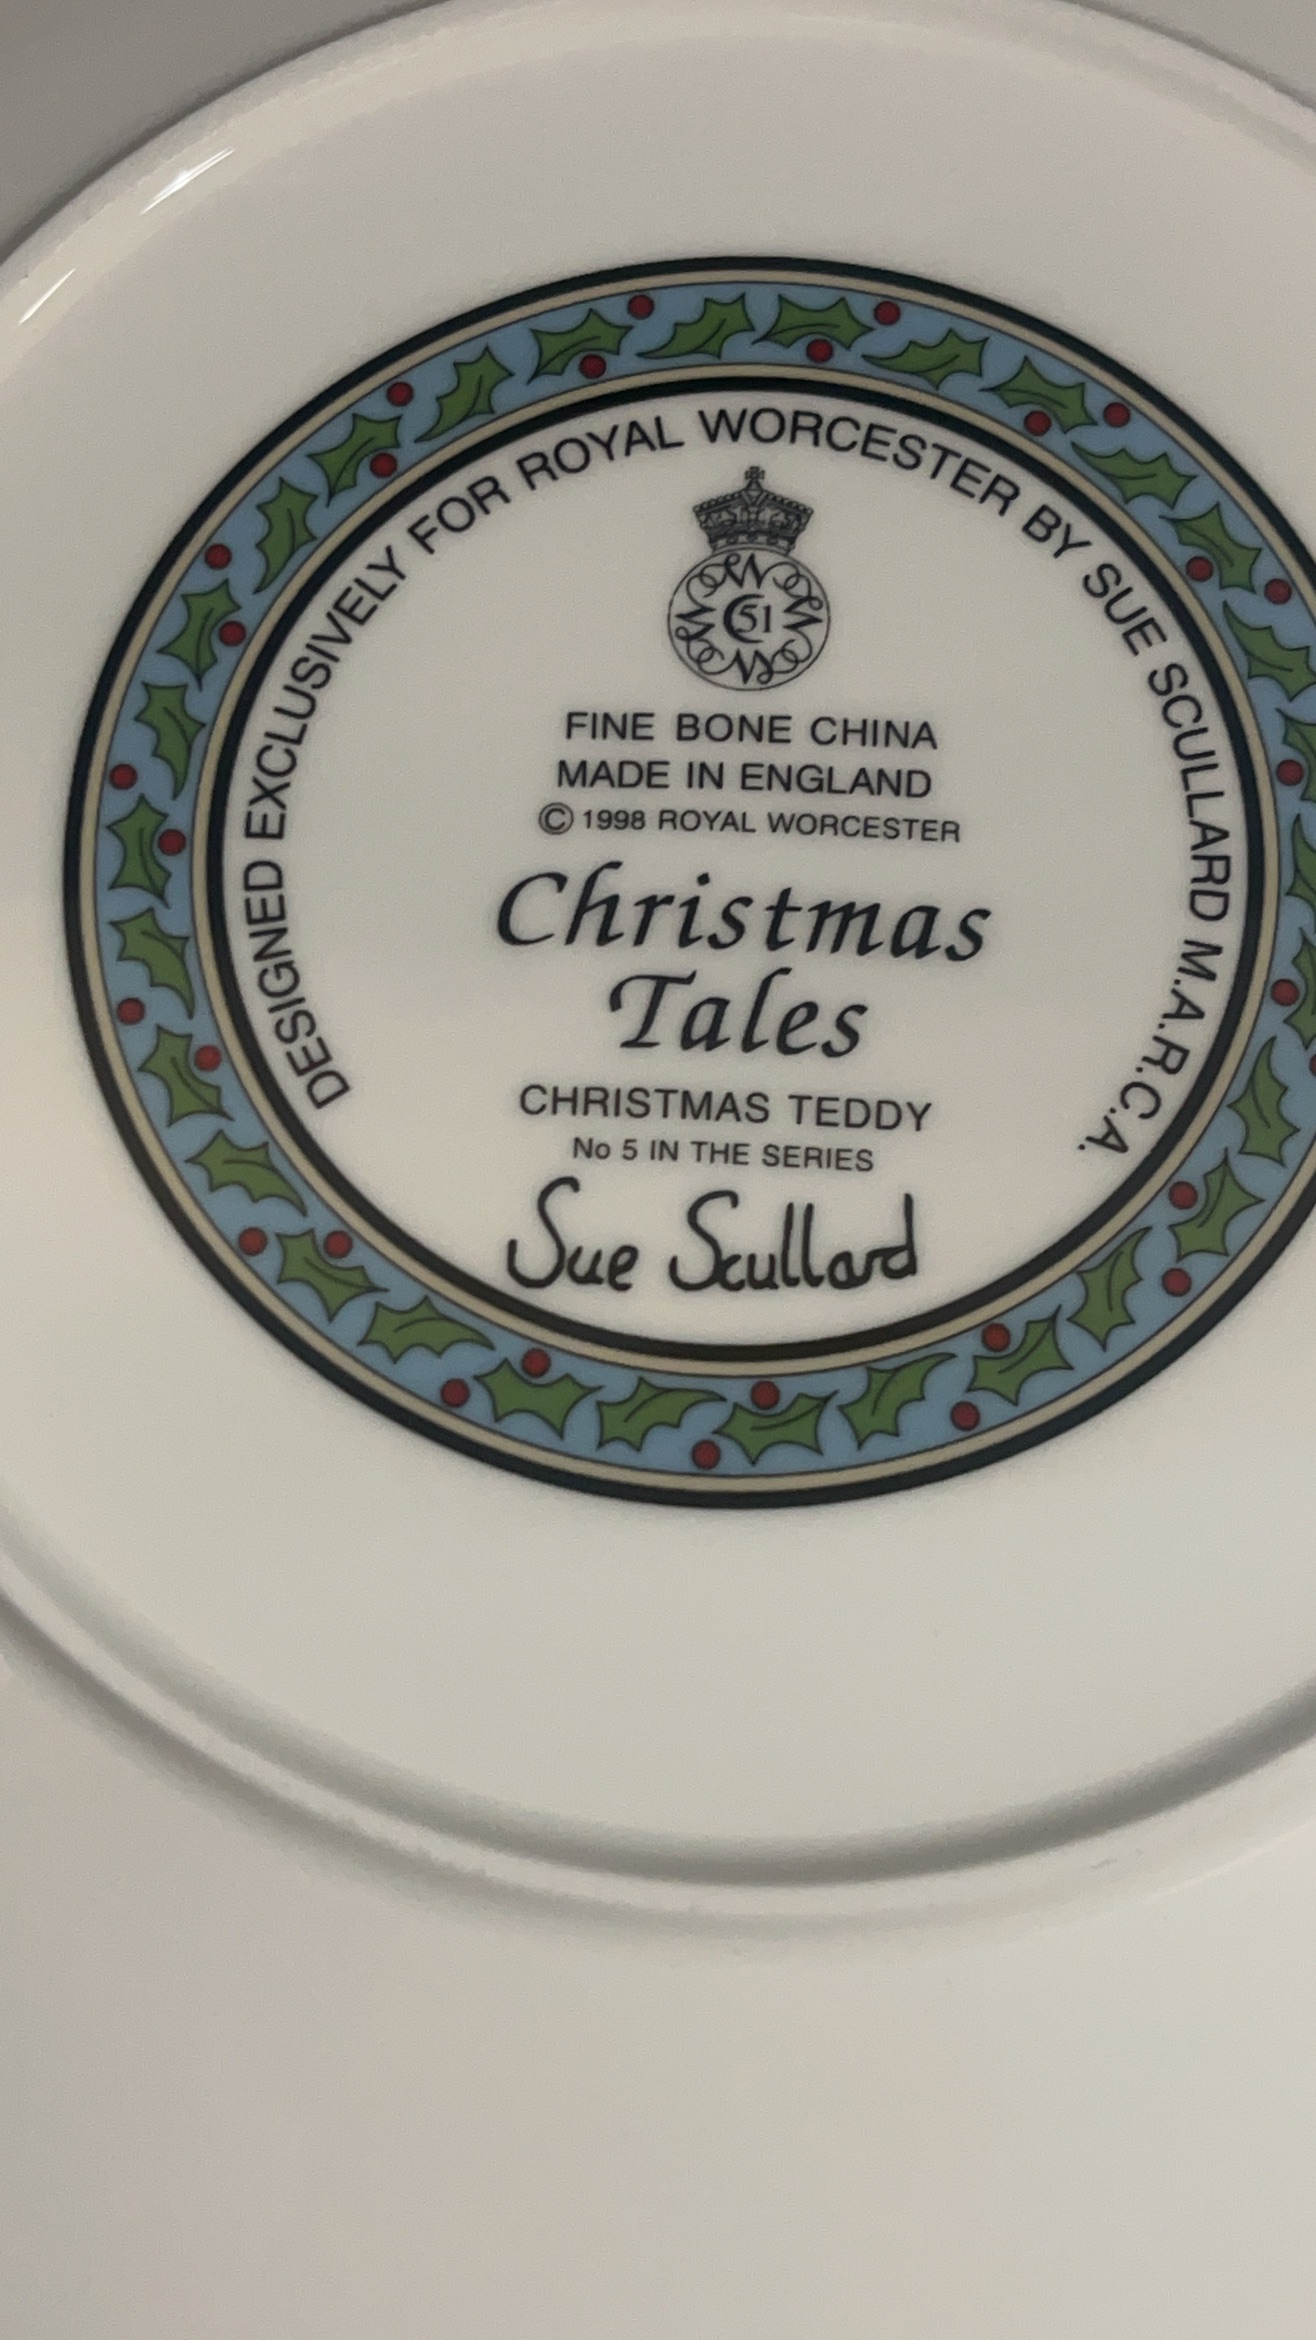 DESIGNED EXCLUSIVELY FOR ROYAL WORCESTER BY SUE SCULLARD M.A.R.C.A.
51
FINE BONE CHINA
MADE IN ENGLAND
© 1998 ROYAL WORCESTER
Christmas
Tales
CHRISTMAS TEDDY
No 5 IN THE SERIES
Sue Scullard